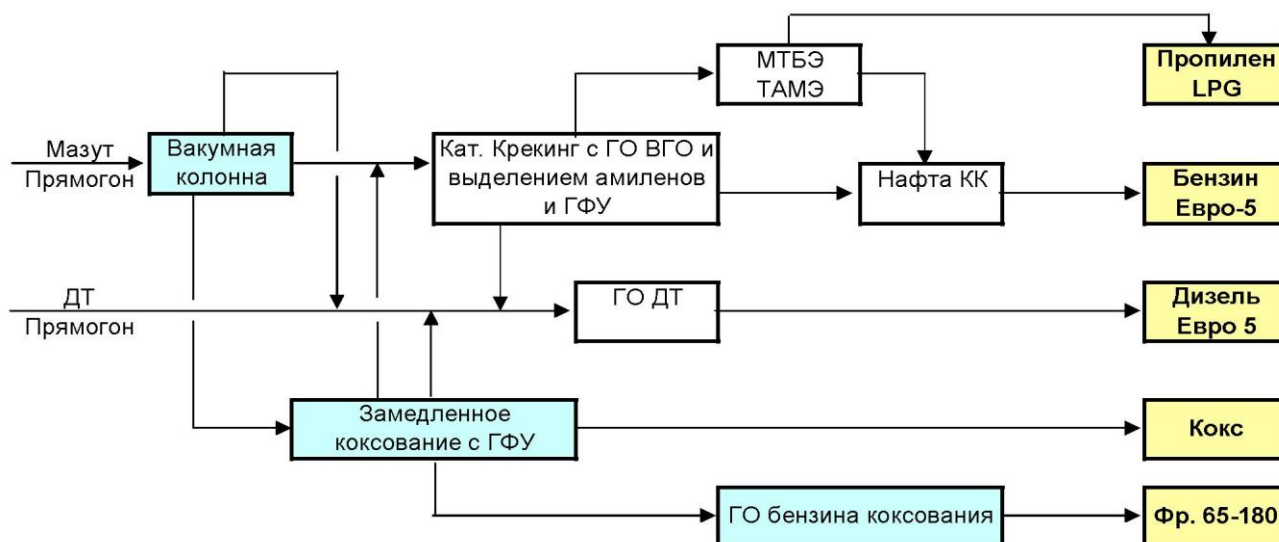 МТБЭ
ТАМЭ
Пропилен
LPG
Мазут
Прямогон
Вакумная
колонна
Кат. Крекинг с ГО ВГО и
выделением амиленов
и ГФУ
Нафта КК
Бензин
Евро-5
ДТ
Прямогон
ГО ДТ
Дизель
Евро 5
Замедленное
коксование с ГФУ
Кокс
ГО бензина коксования
Фр. 65-180